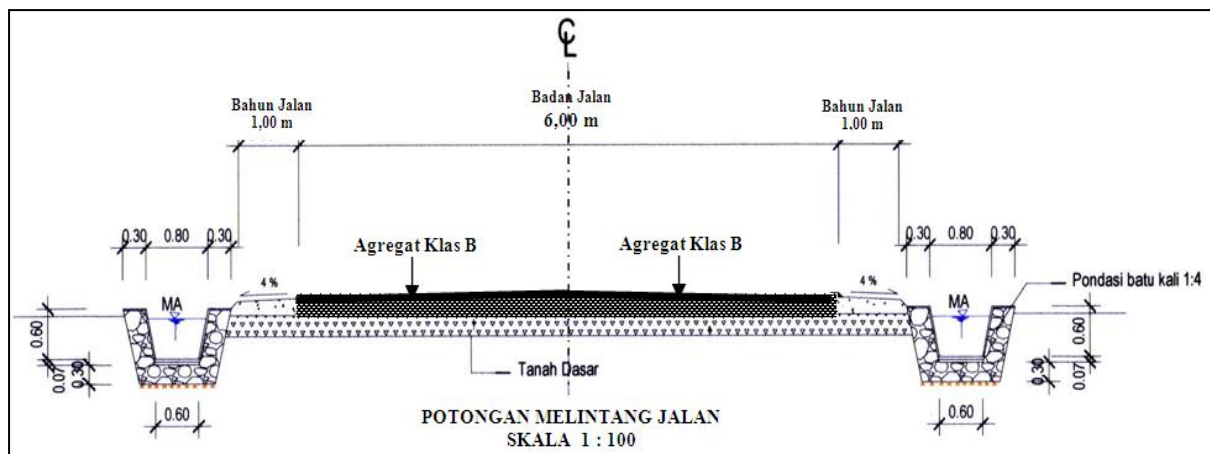 CL
Bahun Jalan
1,00 m
Badan Jalan
6,00 m
Bahun Jalan
1.00 m
0.30 0.80 0.30
Agregat Klas B
Agregat Klas B
0.30 0.80 0.30
4 %
4 %
MA
MA
Pondasi batu kali 1:4
0.60
0.30
0.07
0.60
0.30
0.07
Tanah Dasar
0.60
0.60
POTONGAN MELINTANG JALAN
SKALA 1 : 100